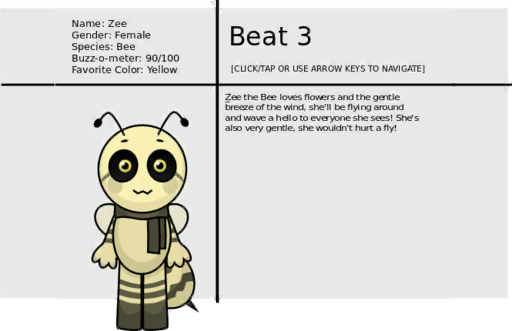 Name: Zee
Gender: Female
Species: Bee
Buzz-o-meter: 90/100
Favorite Color: Yellow
Beat 3
[CLICK/TAP OR USE ARROW KEYS TO NAVIGATE]
Zee the Bee loves flowers and the gentle
breeze of the wind, she'll be flying around
and wave a hello to everyone she sees! She's
also very gentle, she wouldn't hurt a fly!